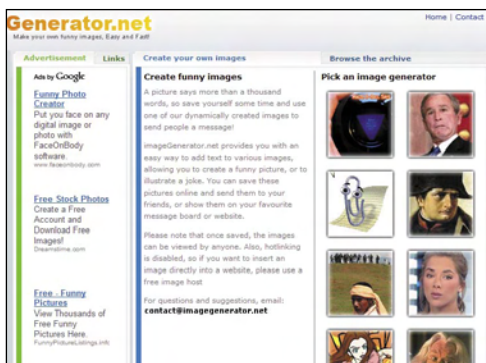 Generator.net
Make your own funny images, Easy and Fast!
Home | Contact
Advertisement
Links
Create your own images
Browse the archive
Ads by Google
Funny Photo
Creator
Put you face on any
digital image or
photo with
FaceOnBody
software.
www.faceonbody.com
Free Stock Photos
Create a Free
Account and
Download Free
Images!
Dreamstime.com
Free - Funny
Pictures
View Thousands of
Free Funny
Pictures Here.
FunnyPictureListings.info
Create funny images
A picture says more than a thousand
words, so save yourself some time and use
one of our dynamically created images to
send people a message!
imageGenerator.net provides you with an
easy way to add text to various images,
allowing you to create a funny picture, or to
illustrate a joke. You can save these
pictures online and send them to your
friends, or show them on your favourite
message board or website.
Please note that once saved, the images
can be viewed by anyone. Also, hotlinking
is disabled, so if you want to insert an
image directly into a website, please use a
free image host
For questions and suggestions, email:
contact@imagegenerator.net
Pick an image generator